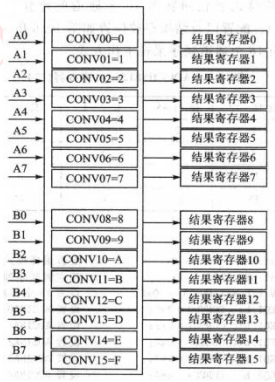 A0 CONV00=0 结果寄存器0
A1 CONV01=1 结果寄存器1
A2 CONV02=2 结果寄存器2
A3 CONV03=3 结果寄存器3
A4 CONV04=4 结果寄存器4
A5 CONV05=5 结果寄存器5
A6 CONV06=6 结果寄存器6
A7 CONV07=7 结果寄存器7
B0 CONV08=8 结果寄存器8
B1 CONV09=9 结果寄存器9
B2 CONV10=A 结果寄存器10
B3 CONV11=B 结果寄存器11
B4 CONV12=C 结果寄存器12
B5 CONV13=D 结果寄存器13
B6 CONV14=E 结果寄存器14
B7 CONV15=F 结果寄存器15